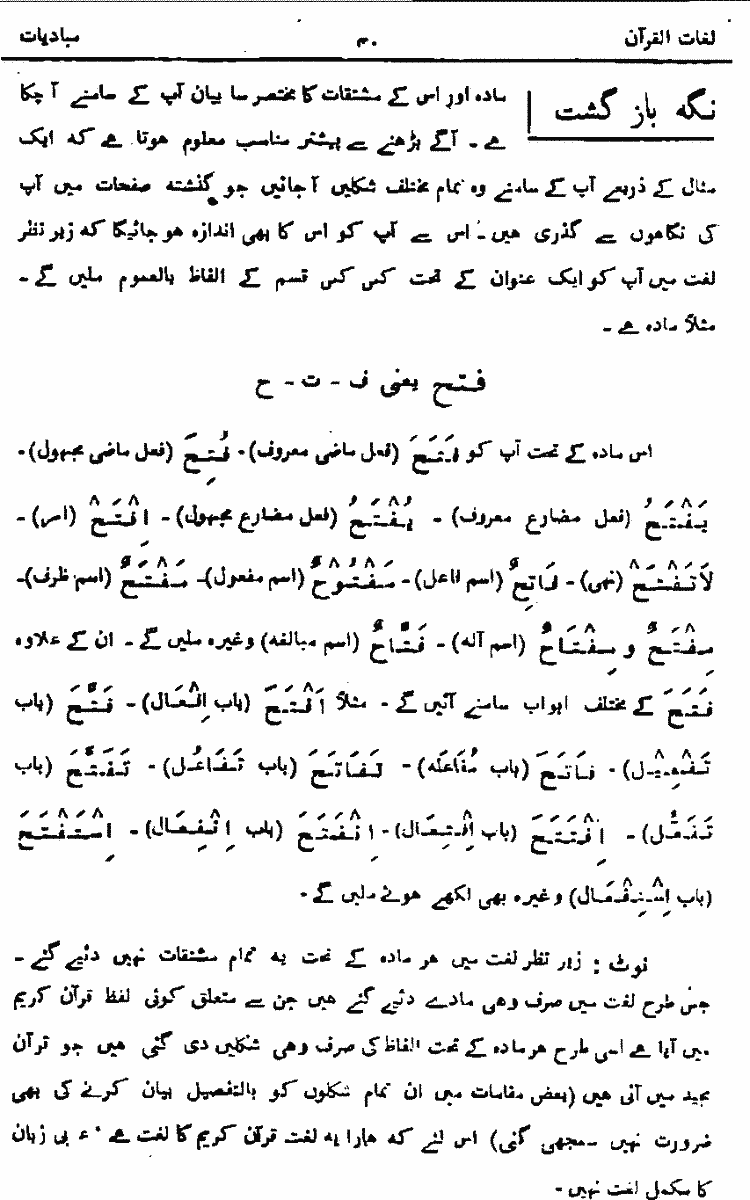 لغات القرآن ۳۰ مبادیات
نگہ باز گشت
مادہ اور اس کے مشتقات کا مختصر سا بیان آپ کے سامنے آ چکا
ہے ۔ آگے بڑھنے سے پیشتر مناسب معلوم ہوتا ہے کہ ایک
مثال کے ذریعے آپ کے سامنے وہ تمام مختلف شکلیں آجائیں جو گذشتہ صفحات میں آپ
کی نگاہوں سے گذری ہیں ۔ اس سے آپ کو اس کا بھی اندازہ ہو جائیگا کہ زیر نظر
لغت میں آپ کو ایک عنوان کے تحت کس کس قسم کے الفاظ بالعموم ملیں گے ۔
مثلاً مادہ ہے ۔
فتح یعنی ف ۔ ت ۔ ح
اس مادہ کے تحت آپ کو فَتَحَ (فعل ماضی معروف)۔ فُتِحَ (فعل ماضی مجہول)۔
یَفْتَحُ (فعل مضارع معروف) ۔ یُفْتَحُ (فعل مضارع مجہول) ۔ اِفْتَحْ (امر) ۔
لَاتَفْتَحْ (نہی) ۔ فَاتِحٌ (اسم فاعل) ۔ مَفْتُوْحٌ (اسم مفعول)۔ مَفْتَحٌ (اسم ظرف)۔
مِفْتَحٌ و مِفْتَاحٌ (اسم آلہ) ۔ فَتَّاحٌ (اسم مبالغہ) وغیرہ ملیں گے ۔ ان کے علاوہ
فَتَحَ کے مختلف ابواب سامنے آئیں گے ۔ مثلاً اَفْتَحَ (باب اِفْعَال) ۔ فَتَّحَ (باب
تَفْعِیْل) ۔ فَاتَحَ (باب مُفَاعَلہ) ۔ تَفَاتَحَ (باب تَفَاعُل) ۔ تَفَتَّحَ (باب
تَفَعُّل) ۔ اِفْتَتَحَ (باب اِفْتِعَال) ۔ اِنْفَتَحَ (باب اِنْفِعَال) ۔ اِسْتَفْتَحَ
(باب اِسْتِفْعَال) وغیرہ بھی لکھے ہوئے ملیں گے ۔
نوٹ : زیر نظر لغت میں ہر مادہ کے تحت یہ تمام مشتقات نہیں دئیے گئے ۔
جس طرح لغت میں صرف وہی مادے دئیے گئے ہیں جن سے متعلق کوئی لفظ قرآن کریم
میں آیا ہے اسی طرح ہر مادہ کے تحت الفاظ کی صرف وہی شکلیں دی گئی ہیں جو قرآن
مجید میں آئی ہیں (بعض مقامات میں ان تمام شکلوں کو بالتفصیل بیان کرنے کی بھی
ضرورت نہیں سمجھی گئی) اس لئے کہ ہمارا یہ لغت قرآن کریم کا لغت ہے ۔ عربی زبان
کا مکمل لغت نہیں ۔